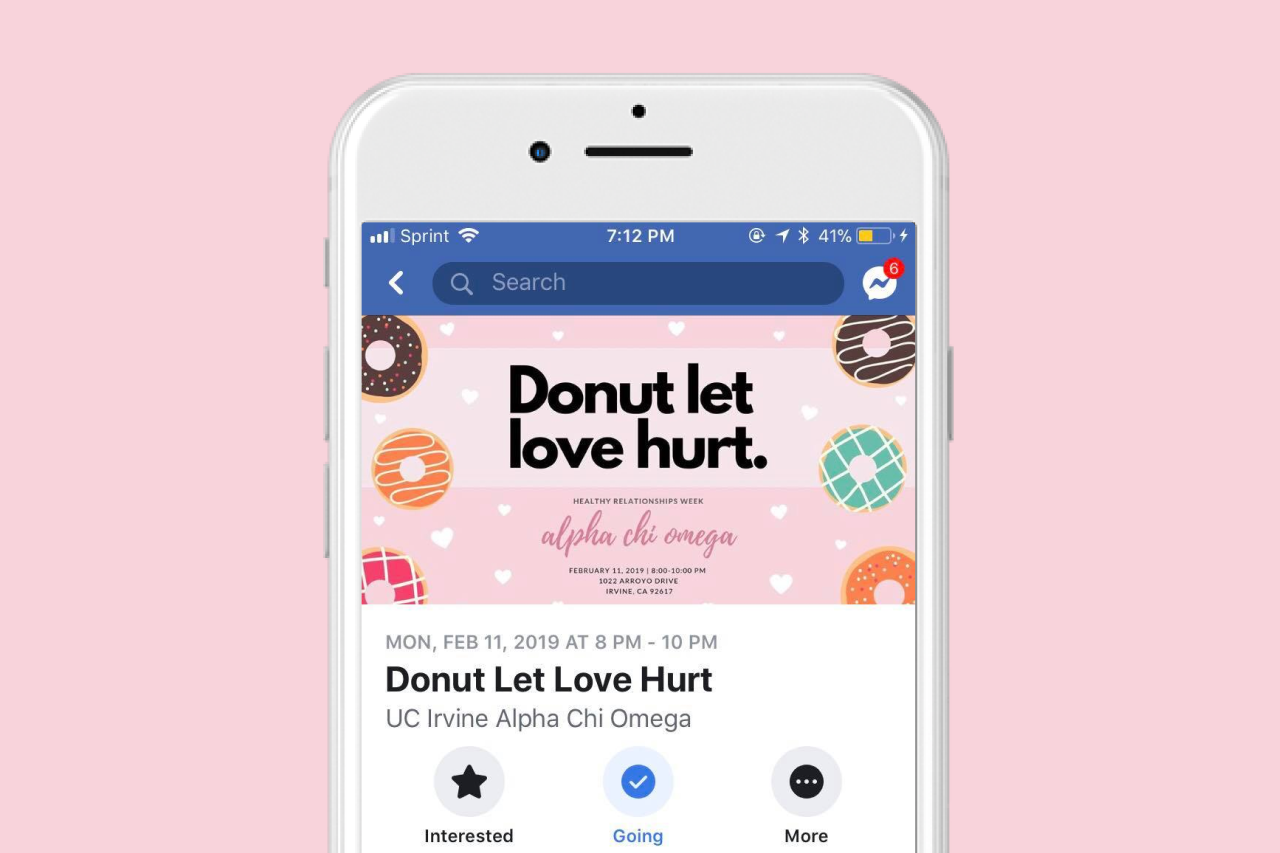 Sprint 7:12 PM 41%
Search 6
Donut let
love hurt.
HEALTHY RELATIONSHIPS WEEK
alpha chi omega
FEBRUARY 11, 2019 | 8:00-10:00 PM
1022 ARROYO DRIVE
IRVINE, CA 92617
MON, FEB 11, 2019 AT 8 PM - 10 PM
Donut Let Love Hurt
UC Irvine Alpha Chi Omega
Interested Going More